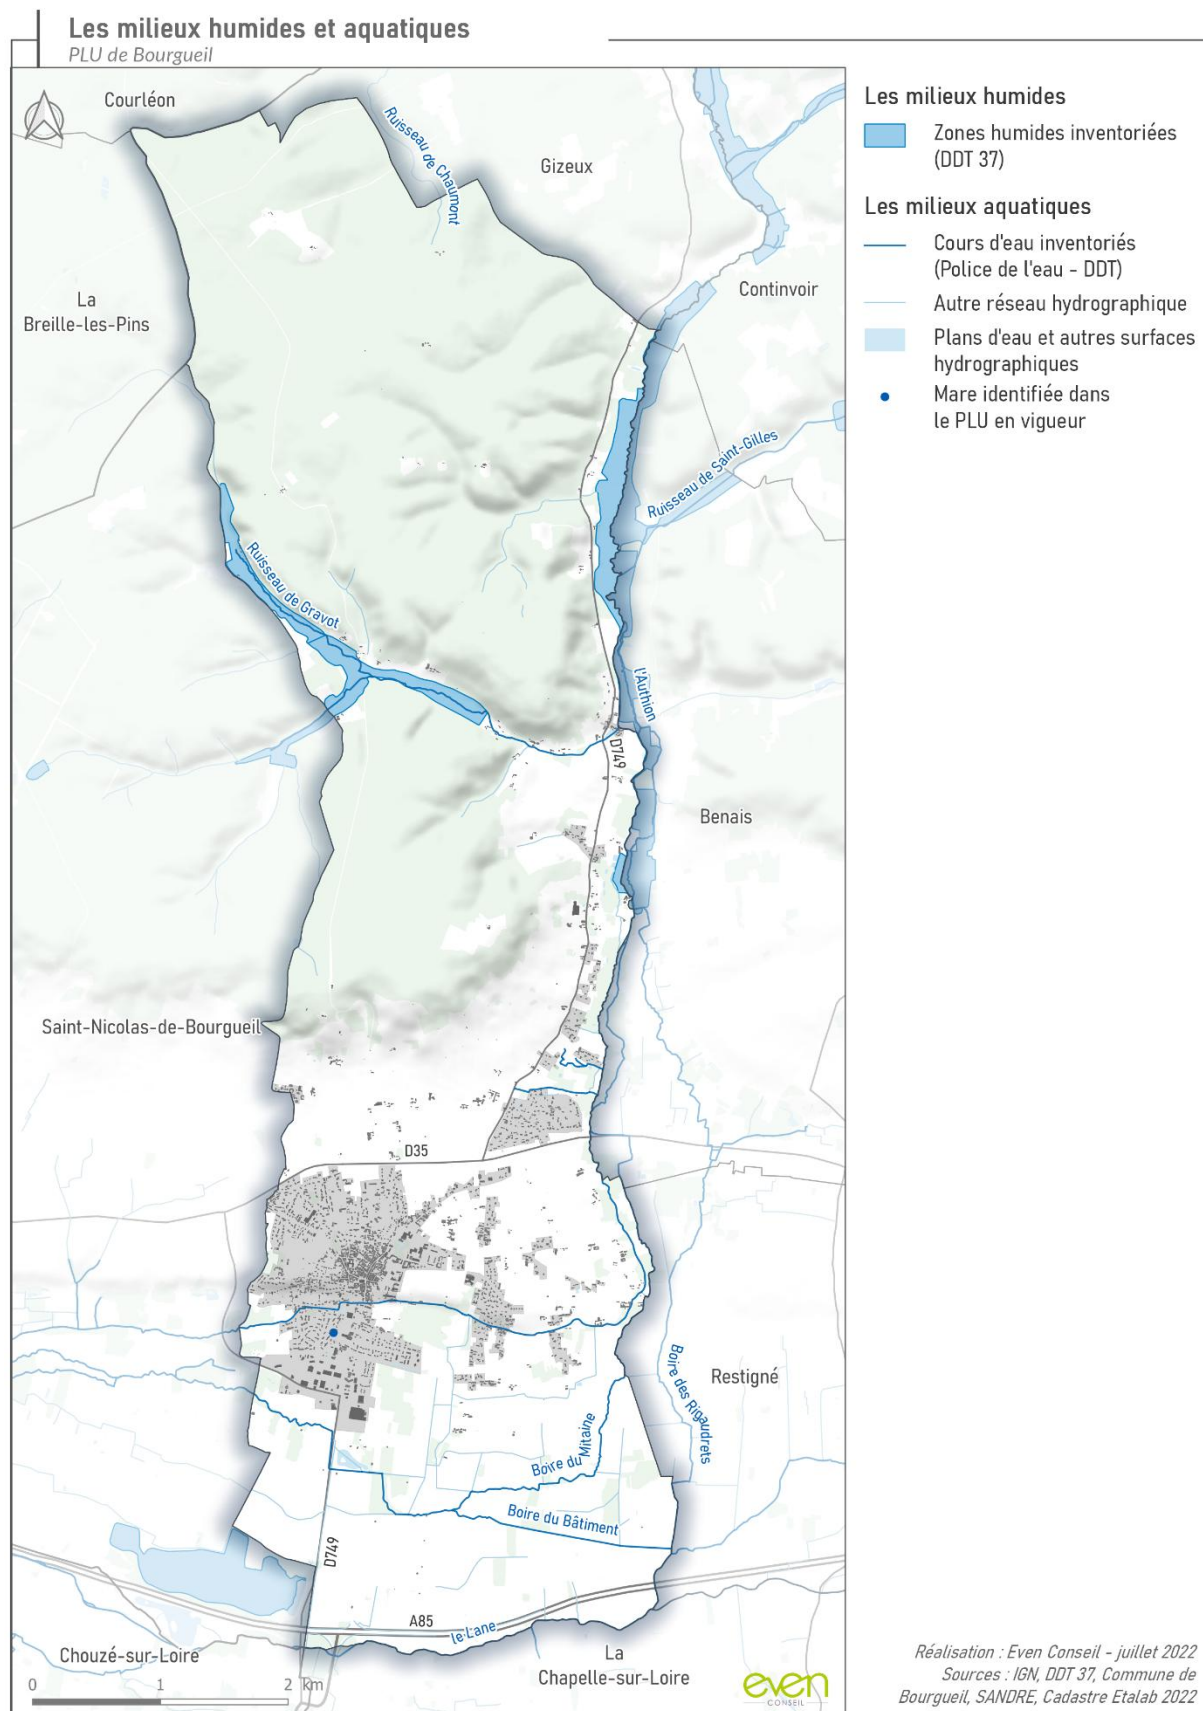 Les milieux humides et aquatiques
PLU de Bourgueil
Courléon
Ruisseau de Chaumont
Gizeux
La
Breille-les-Pins
Continvoir
Ruisseau de Saint-Gilles
Ruisseau de Gravot
l'Authion
D749
Benais
Saint-Nicolas-de-Bourgueil
D35
Restigné
Boire des Rigaudrets
Boire du Mitaine
Boire du Bâtiment
D749
A85
le Lane
Chouzé-sur-Loire
La
Chapelle-sur-Loire
0 1 2 km
even
CONSEIL
Les milieux humides
Zones humides inventoriées
(DDT 37)
Les milieux aquatiques
Cours d'eau inventoriés
(Police de l'eau - DDT)
Autre réseau hydrographique
Plans d'eau et autres surfaces
hydrographiques
Mare identifiée dans
le PLU en vigueur
Réalisation : Even Conseil - juillet 2022
Sources : IGN, DDT 37, Commune de
Bourgueil, SANDRE, Cadastre Etalab 2022